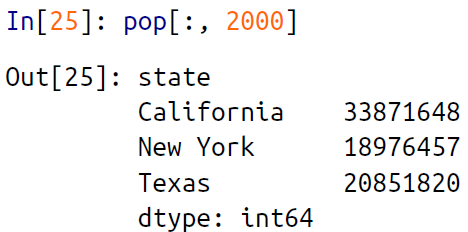 In[25]: pop[:, 2000]
Out[25]: state
California    33871648
New York      18976457
Texas         20851820
dtype: int64